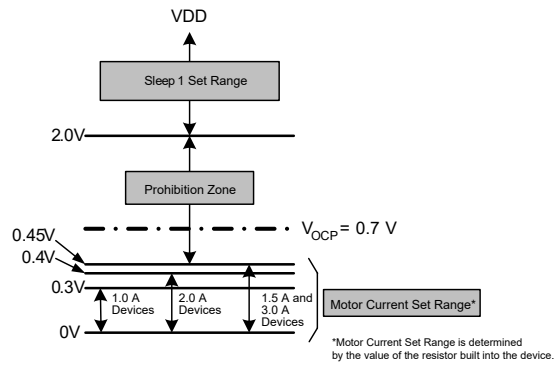 VDD
Sleep 1 Set Range
2.0V
Prohibition Zone
VOCP = 0.7 V
0.45V
0.4V
0.3V
1.0 A
Devices
2.0 A
Devices
1.5 A and
3.0 A
Devices
Motor Current Set Range*
0V
*Motor Current Set Range is determined
by the value of the resistor built into the device.